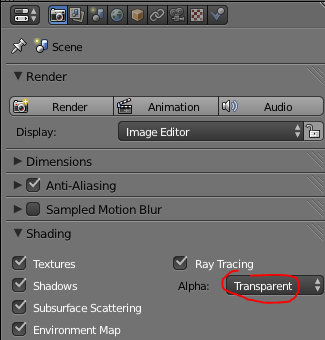 Scene
Render
Render Animation Audio
Display: Image Editor
Dimensions
Anti-Aliasing
Sampled Motion Blur
Shading
Textures Ray Tracing
Shadows Alpha: Transparent
Subsurface Scattering
Environment Map